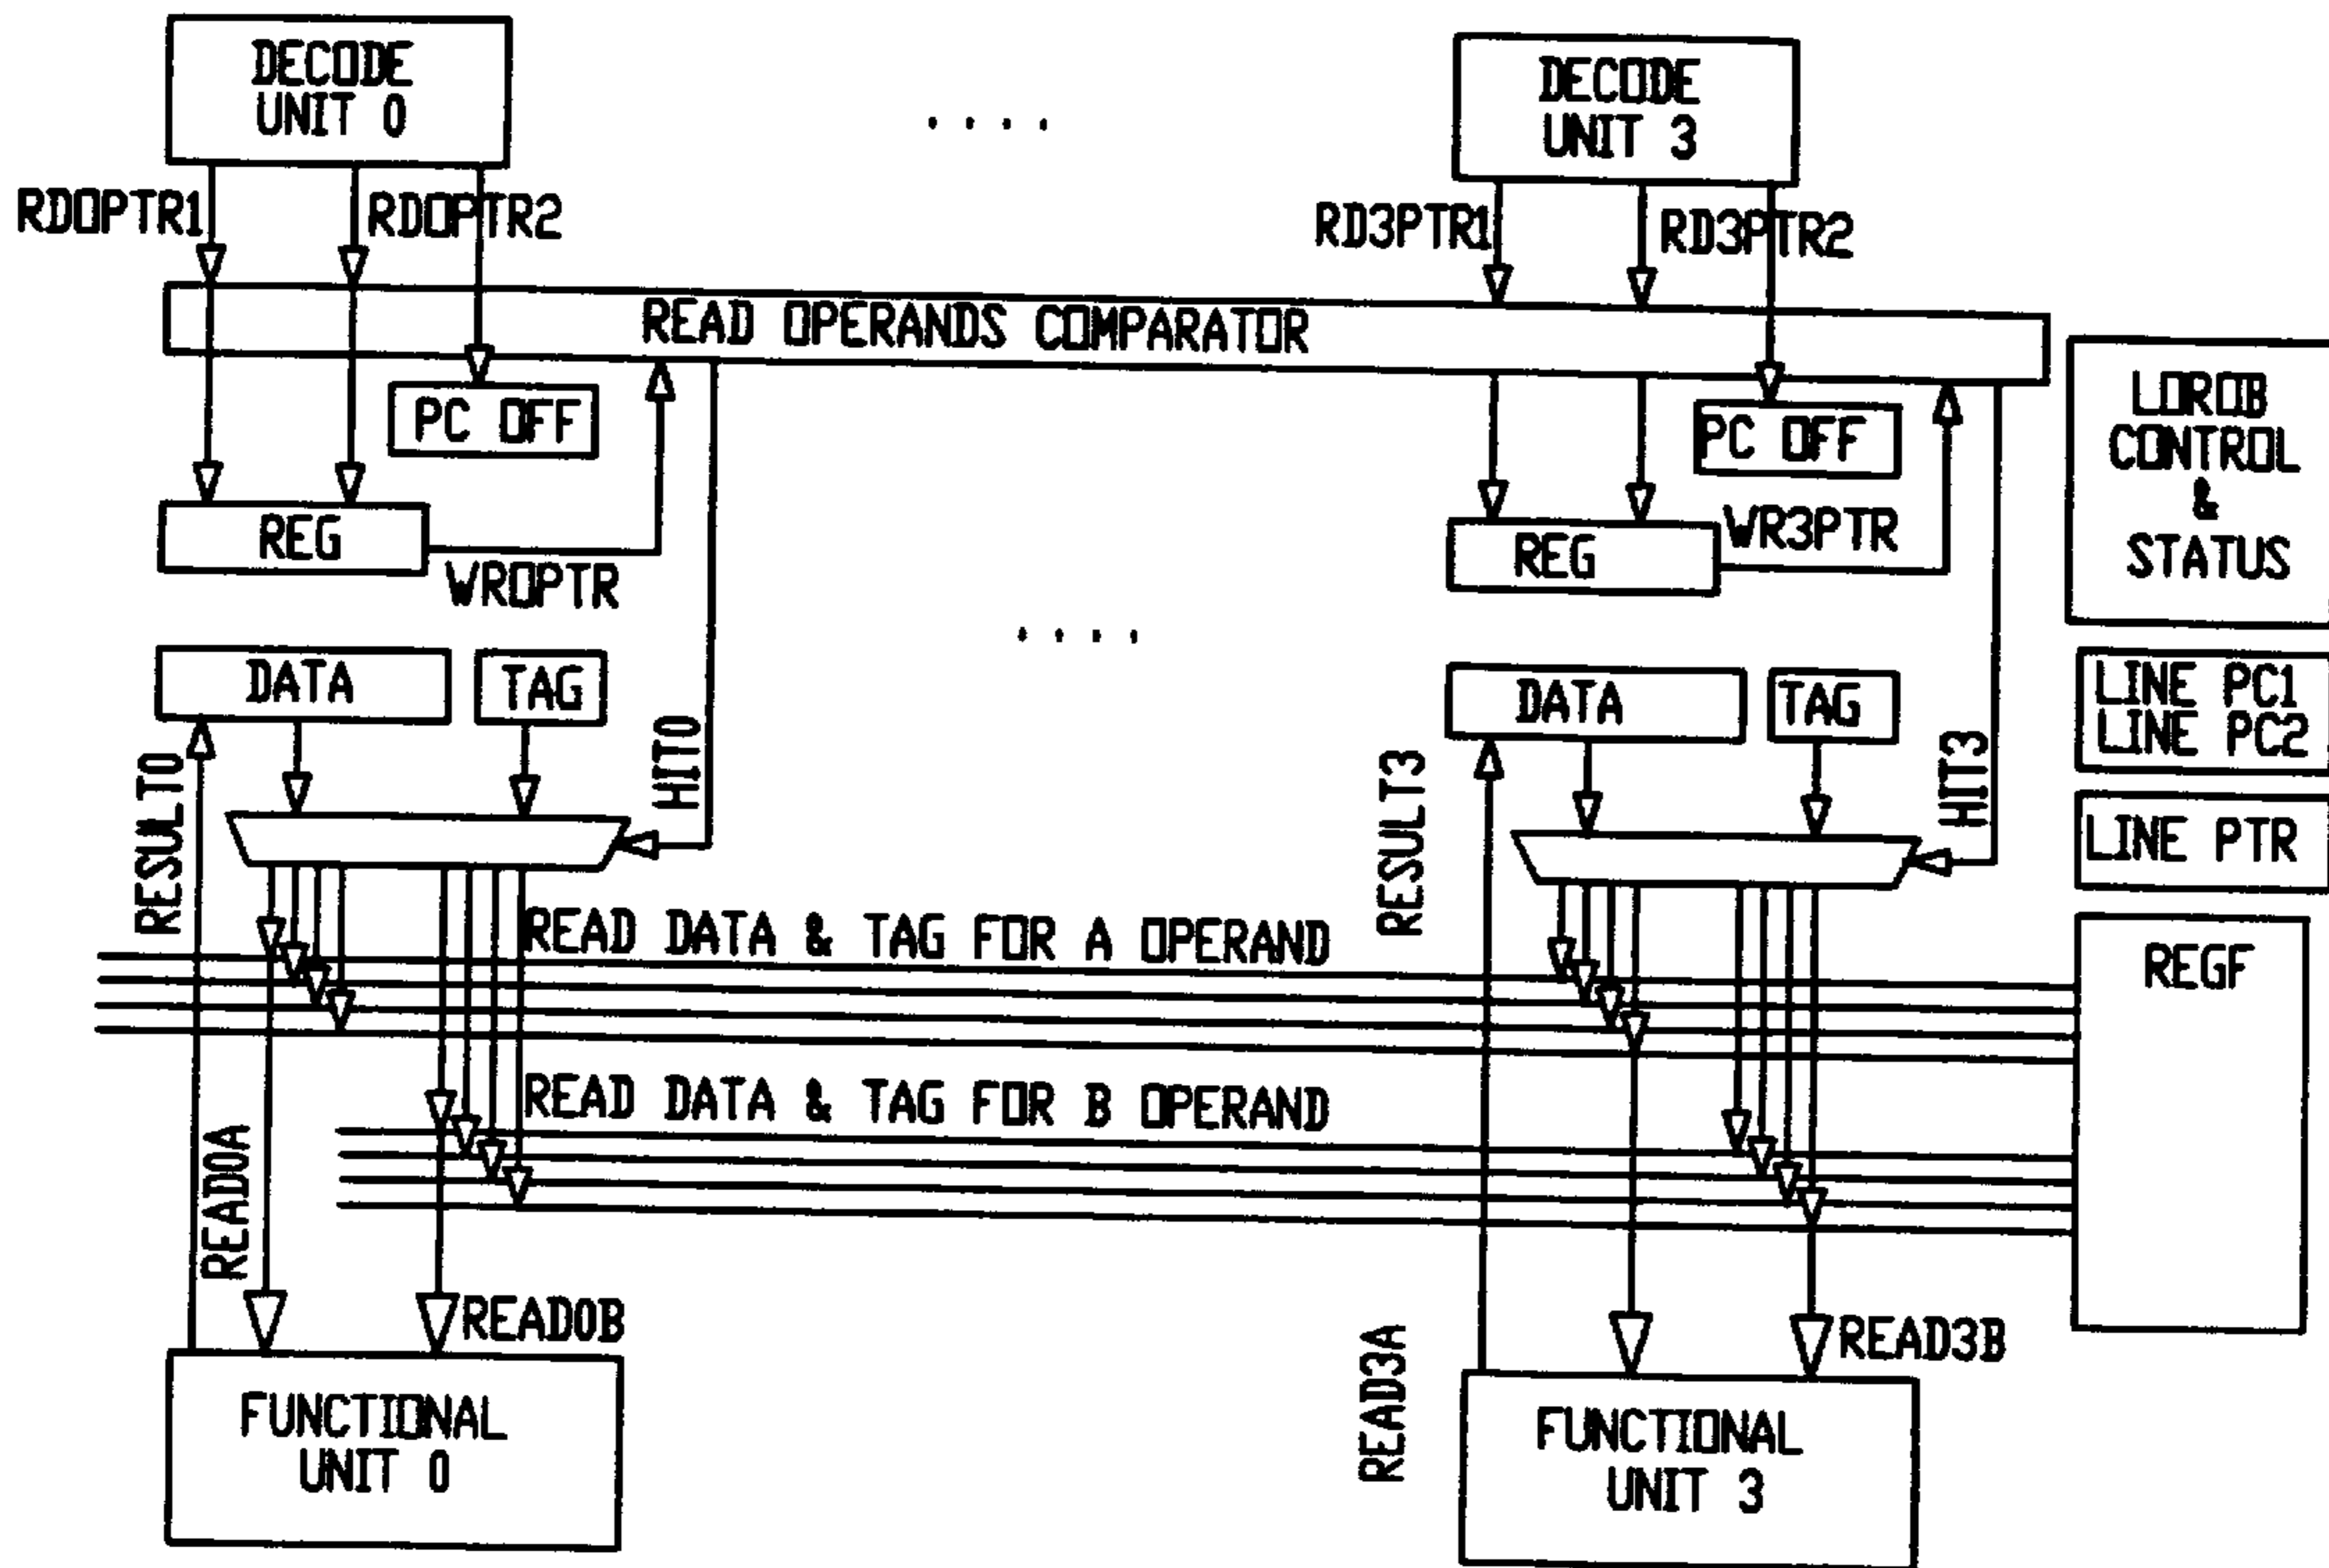 DECODE
UNIT 0
DECODE
UNIT 3
RD0PTR1
RD0PTR2
RD3PTR1
RD3PTR2
READ OPERANDS COMPARATOR
PC OFF
PC OFF
LOROB
CONTROL
&
STATUS
REG
WR0PTR
REG
WR3PTR
DATA
TAG
HIT0
RESULT0
DATA
TAG
HIT3
RESULT3
LINE PC1
LINE PC2
LINE PTR
READ DATA & TAG FOR A OPERAND
REGF
READ DATA & TAG FOR B OPERAND
READ0A
READ0B
READ3A
READ3B
FUNCTIONAL
UNIT 0
FUNCTIONAL
UNIT 3